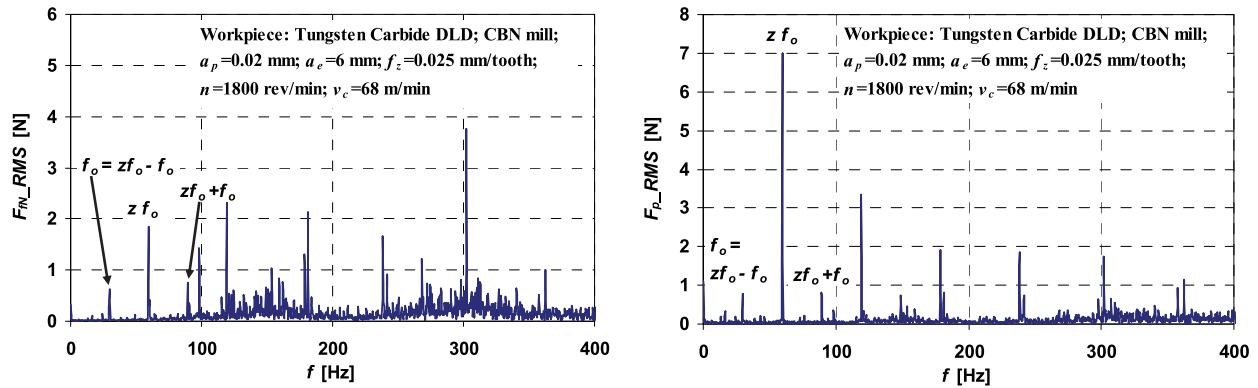 Workpiece: Tungsten Carbide DLD; CBN mill;
a_p=0.02 mm; a_e=6 mm; f_z=0.025 mm/tooth;
n=1800 rev/min; v_c=68 m/min
F_fN_RMS [N]
6
5
4
3
2
1
0
f_o = zf_o - f_o
z f_o
zf_o+f_o
0 100 200 300 400
f [Hz]
Workpiece: Tungsten Carbide DLD; CBN mill;
a_p=0.02 mm; a_e=6 mm; f_z=0.025 mm/tooth;
n=1800 rev/min; v_c=68 m/min
F_p_RMS [N]
8
7
6
5
4
3
2
1
0
z f_o
f_o =
zf_o - f_o
zf_o+f_o
0 100 200 300 400
f [Hz]